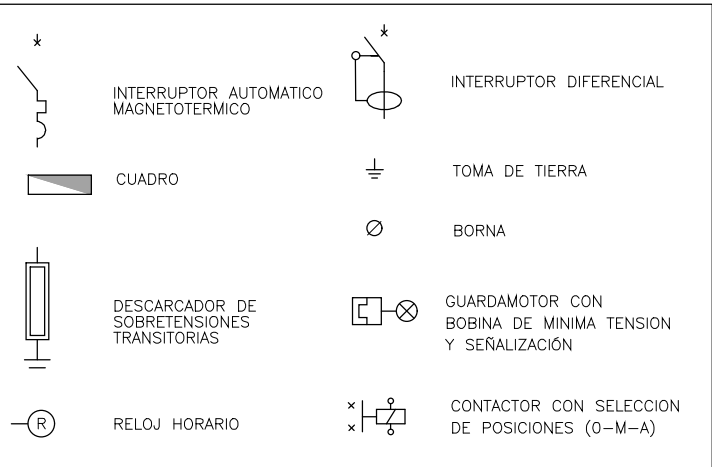 INTERRUPTOR AUTOMATICO
MAGNETOTERMICO
INTERRUPTOR DIFERENCIAL
CUADRO
TOMA DE TIERRA
BORNA
DESCARCADOR DE
SOBRETENSIONES
TRANSITORIAS
GUARDAMOTOR CON
BOBINA DE MINIMA TENSION
Y SEÑALIZACIÓN
R
RELOJ HORARIO
CONTACTOR CON SELECCION
DE POSICIONES (0-M-A)